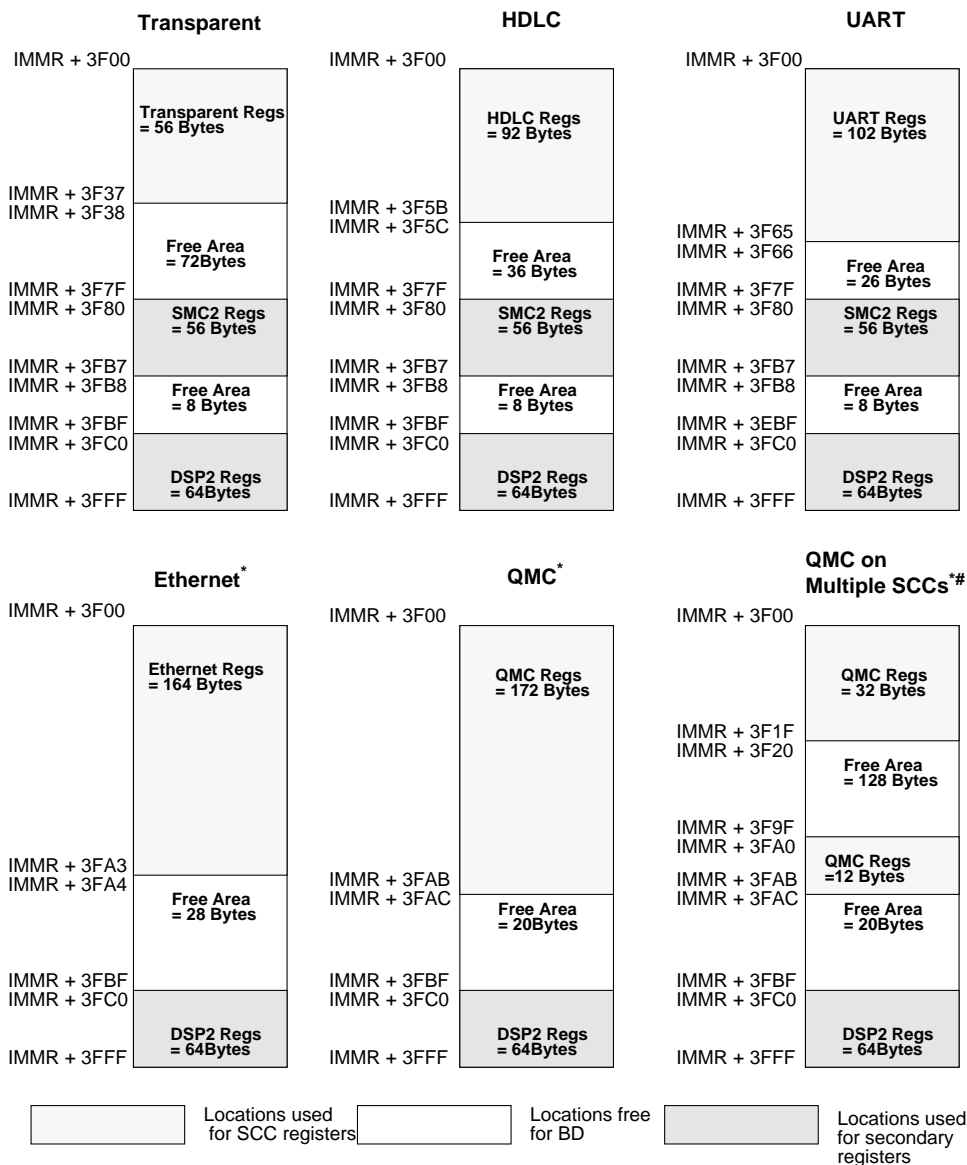 Transparent
IMMR + 3F00
Transparent Regs
= 56 Bytes
IMMR + 3F37
IMMR + 3F38
Free Area
= 72Bytes
IMMR + 3F7F
IMMR + 3F80
SMC2 Regs
= 56 Bytes
IMMR + 3FB7
IMMR + 3FB8
Free Area
= 8 Bytes
IMMR + 3FBF
IMMR + 3FC0
DSP2 Regs
= 64Bytes
IMMR + 3FFF
HDLC
IMMR + 3F00
HDLC Regs
= 92 Bytes
IMMR + 3F5B
IMMR + 3F5C
Free Area
= 36 Bytes
IMMR + 3F7F
IMMR + 3F80
SMC2 Regs
= 56 Bytes
IMMR + 3FB7
IMMR + 3FB8
Free Area
= 8 Bytes
IMMR + 3FBF
IMMR + 3FC0
DSP2 Regs
= 64Bytes
IMMR + 3FFF
UART
IMMR + 3F00
UART Regs
= 102 Bytes
IMMR + 3F65
IMMR + 3F66
Free Area
= 26 Bytes
IMMR + 3F7F
IMMR + 3F80
SMC2 Regs
= 56 Bytes
IMMR + 3FB7
IMMR + 3FB8
Free Area
= 8 Bytes
IMMR + 3EBF
IMMR + 3FC0
DSP2 Regs
= 64Bytes
IMMR + 3FFF
Ethernet*
IMMR + 3F00
Ethernet Regs
= 164 Bytes
IMMR + 3FA3
IMMR + 3FA4
Free Area
= 28 Bytes
IMMR + 3FBF
IMMR + 3FC0
DSP2 Regs
= 64Bytes
IMMR + 3FFF
QMC*
IMMR + 3F00
QMC Regs
= 172 Bytes
IMMR + 3FAB
IMMR + 3FAC
Free Area
= 20Bytes
IMMR + 3FBF
IMMR + 3FC0
DSP2 Regs
= 64Bytes
IMMR + 3FFF
QMC on
Multiple SCCs*#
IMMR + 3F00
QMC Regs
= 32 Bytes
IMMR + 3F1F
IMMR + 3F20
Free Area
= 128 Bytes
IMMR + 3F9F
IMMR + 3FA0
QMC Regs
=12 Bytes
IMMR + 3FAB
IMMR + 3FAC
Free Area
= 20Bytes
IMMR + 3FBF
IMMR + 3FC0
DSP2 Regs
= 64Bytes
IMMR + 3FFF
Locations used
for SCC registers
Locations free
for BD
Locations used
for secondary
registers